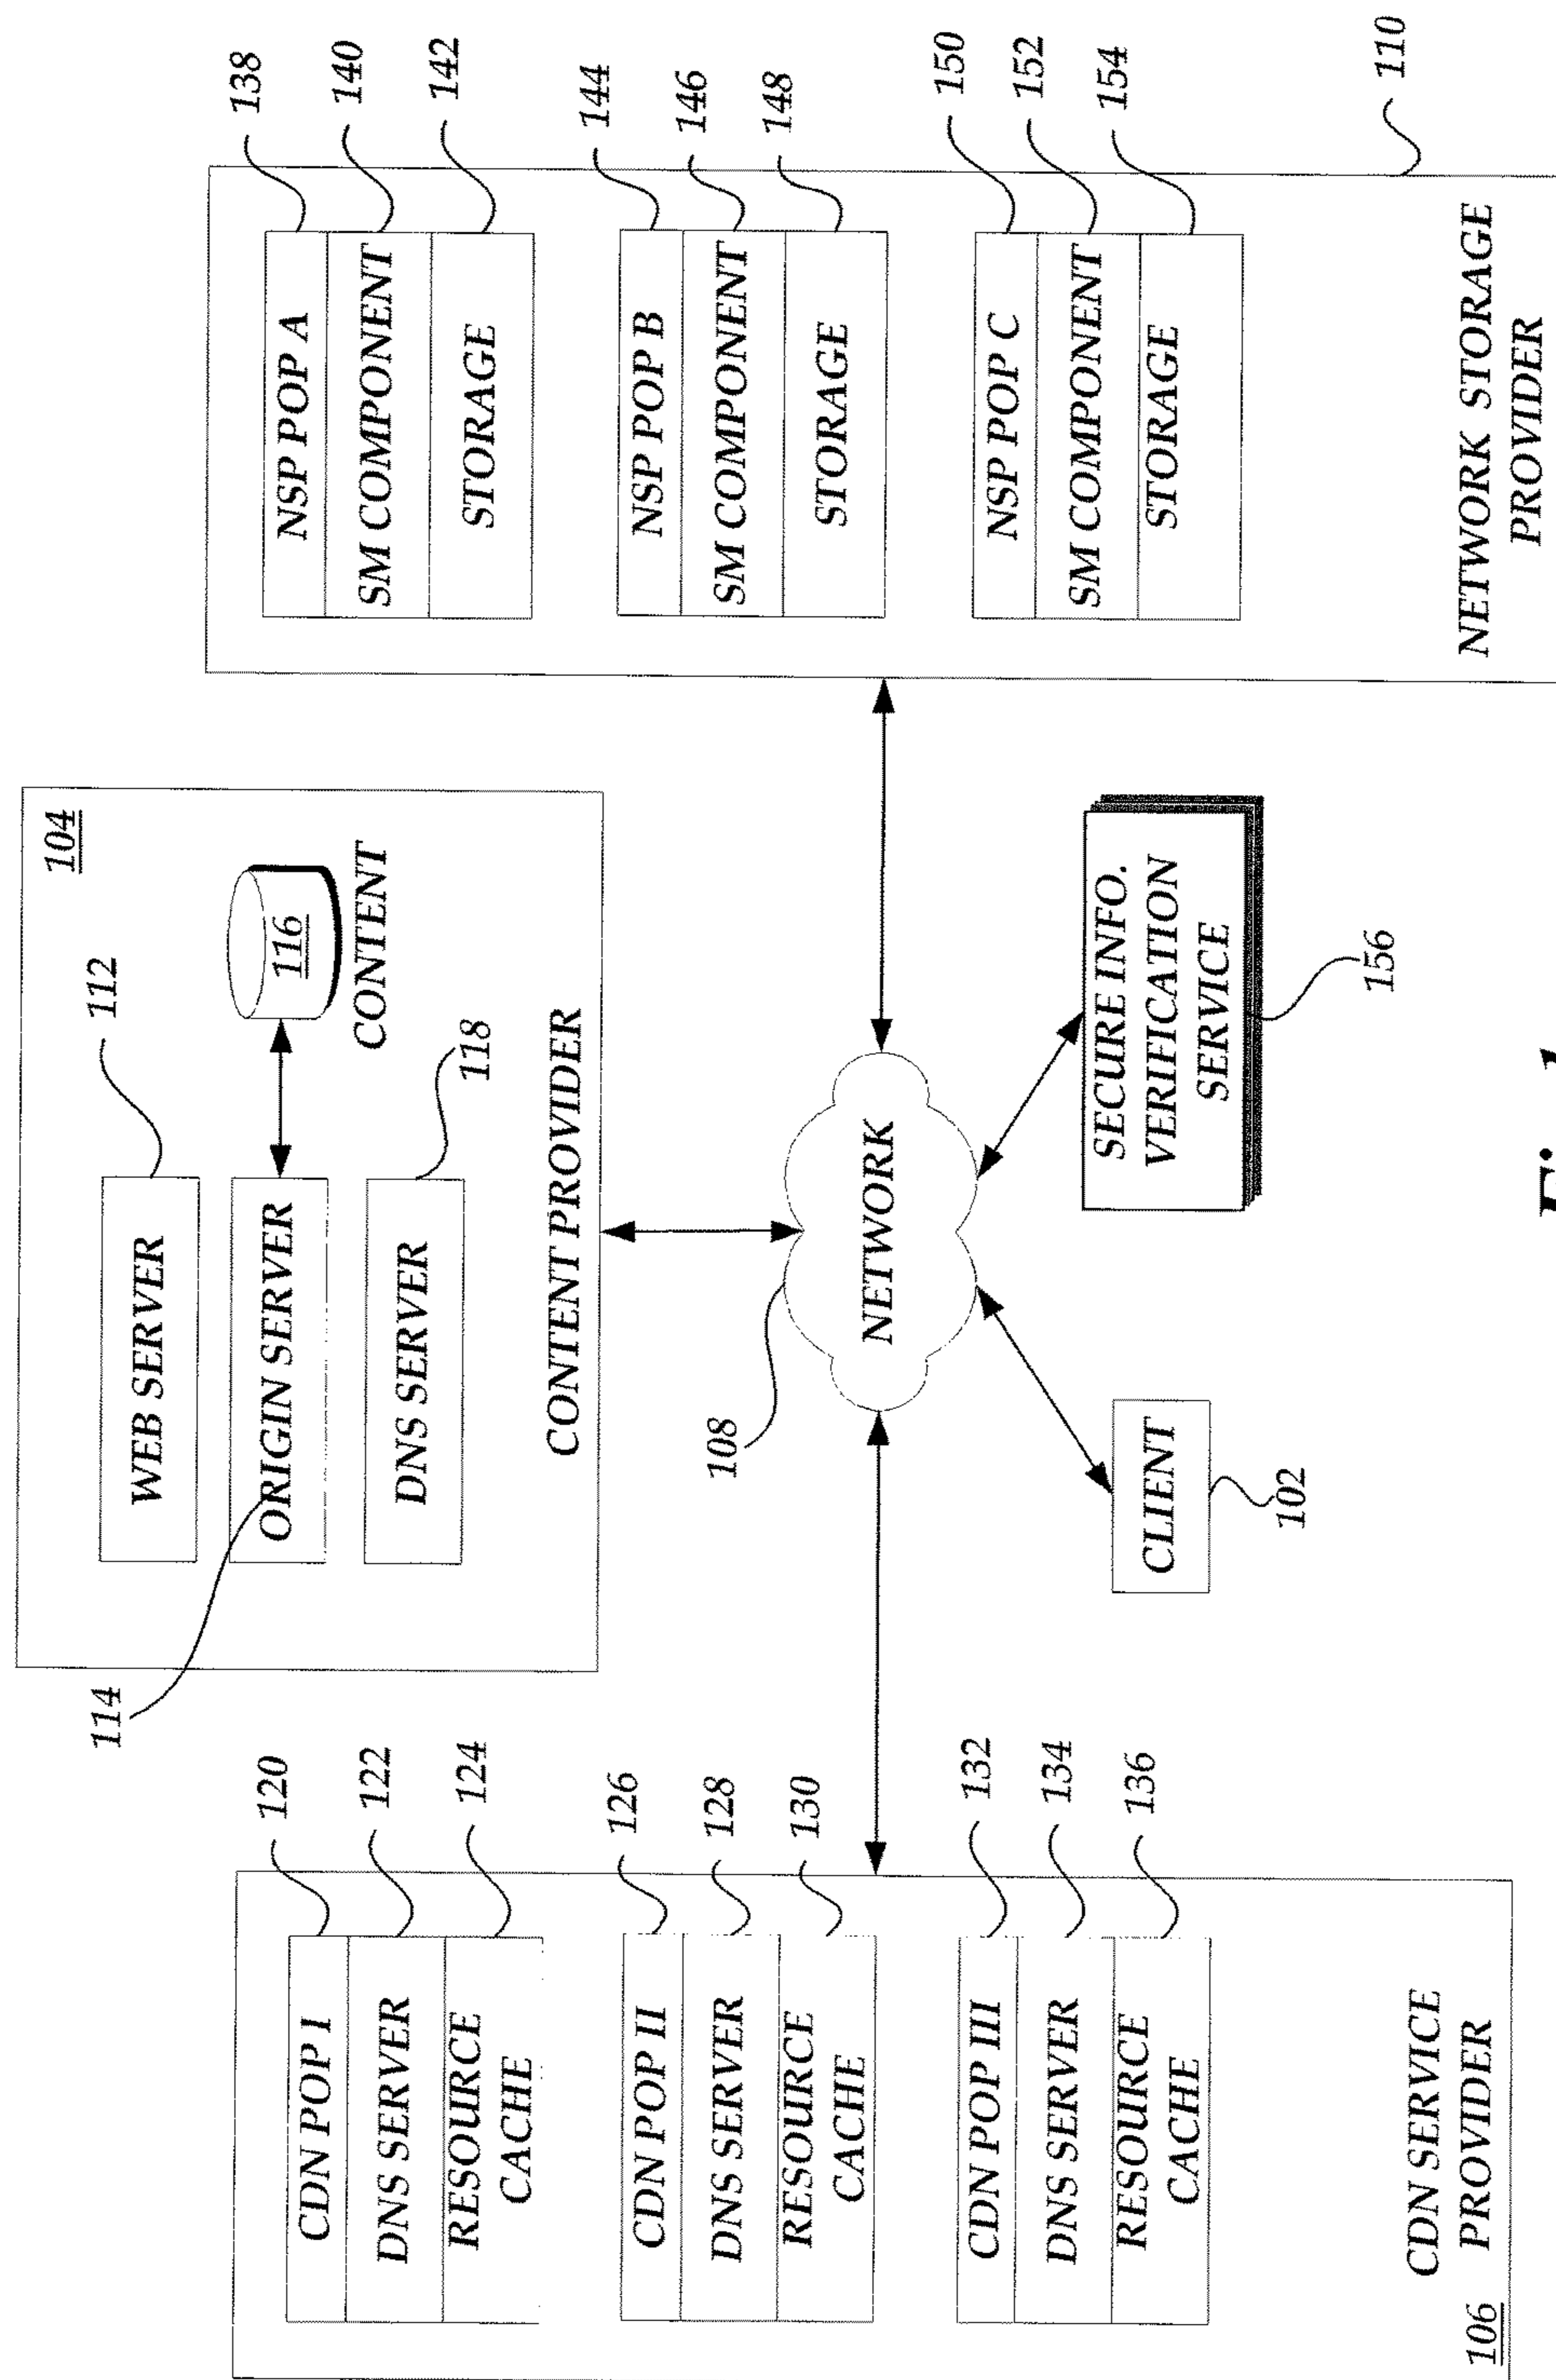 104
112
WEB SERVER
114
ORIGIN SERVER
116
CONTENT
DNS SERVER
118
CONTENT PROVIDER
120
CDN POP I
122
DNS SERVER
124
RESOURCE
CACHE
126
CDN POP II
128
DNS SERVER
130
RESOURCE
CACHE
132
CDN POP III
134
DNS SERVER
136
RESOURCE
CACHE
CDN SERVICE
PROVIDER
106
108
NETWORK
CLIENT
102
SECURE INFO.
VERIFICATION
SERVICE
156
138
NSP POP A
140
SM COMPONENT
142
STORAGE
144
NSP POP B
146
SM COMPONENT
148
STORAGE
150
NSP POP C
152
SM COMPONENT
154
STORAGE
110
NETWORK STORAGE
PROVIDER